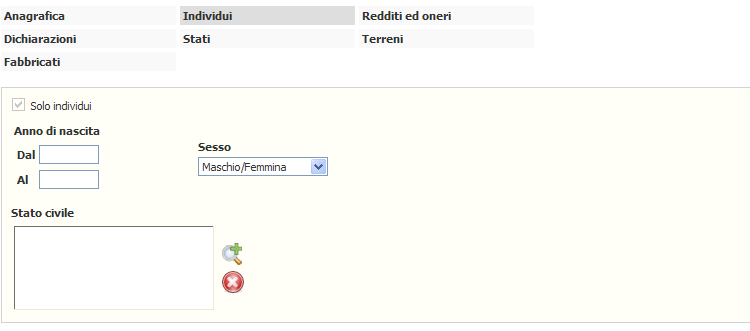 Anagrafica Individui Redditi ed oneri
Dichiarazioni Stati Terreni
Fabbricati
Solo individui
Anno di nascita
Sesso
Dal
Maschio/Femmina
Al
Stato civile